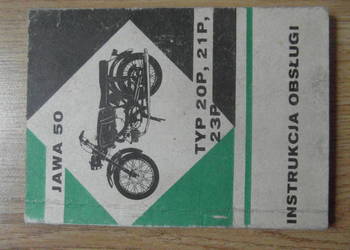 JAWA 50
TYP 20P, 21P,
23P
INSTRUKCJA OBSŁUGI